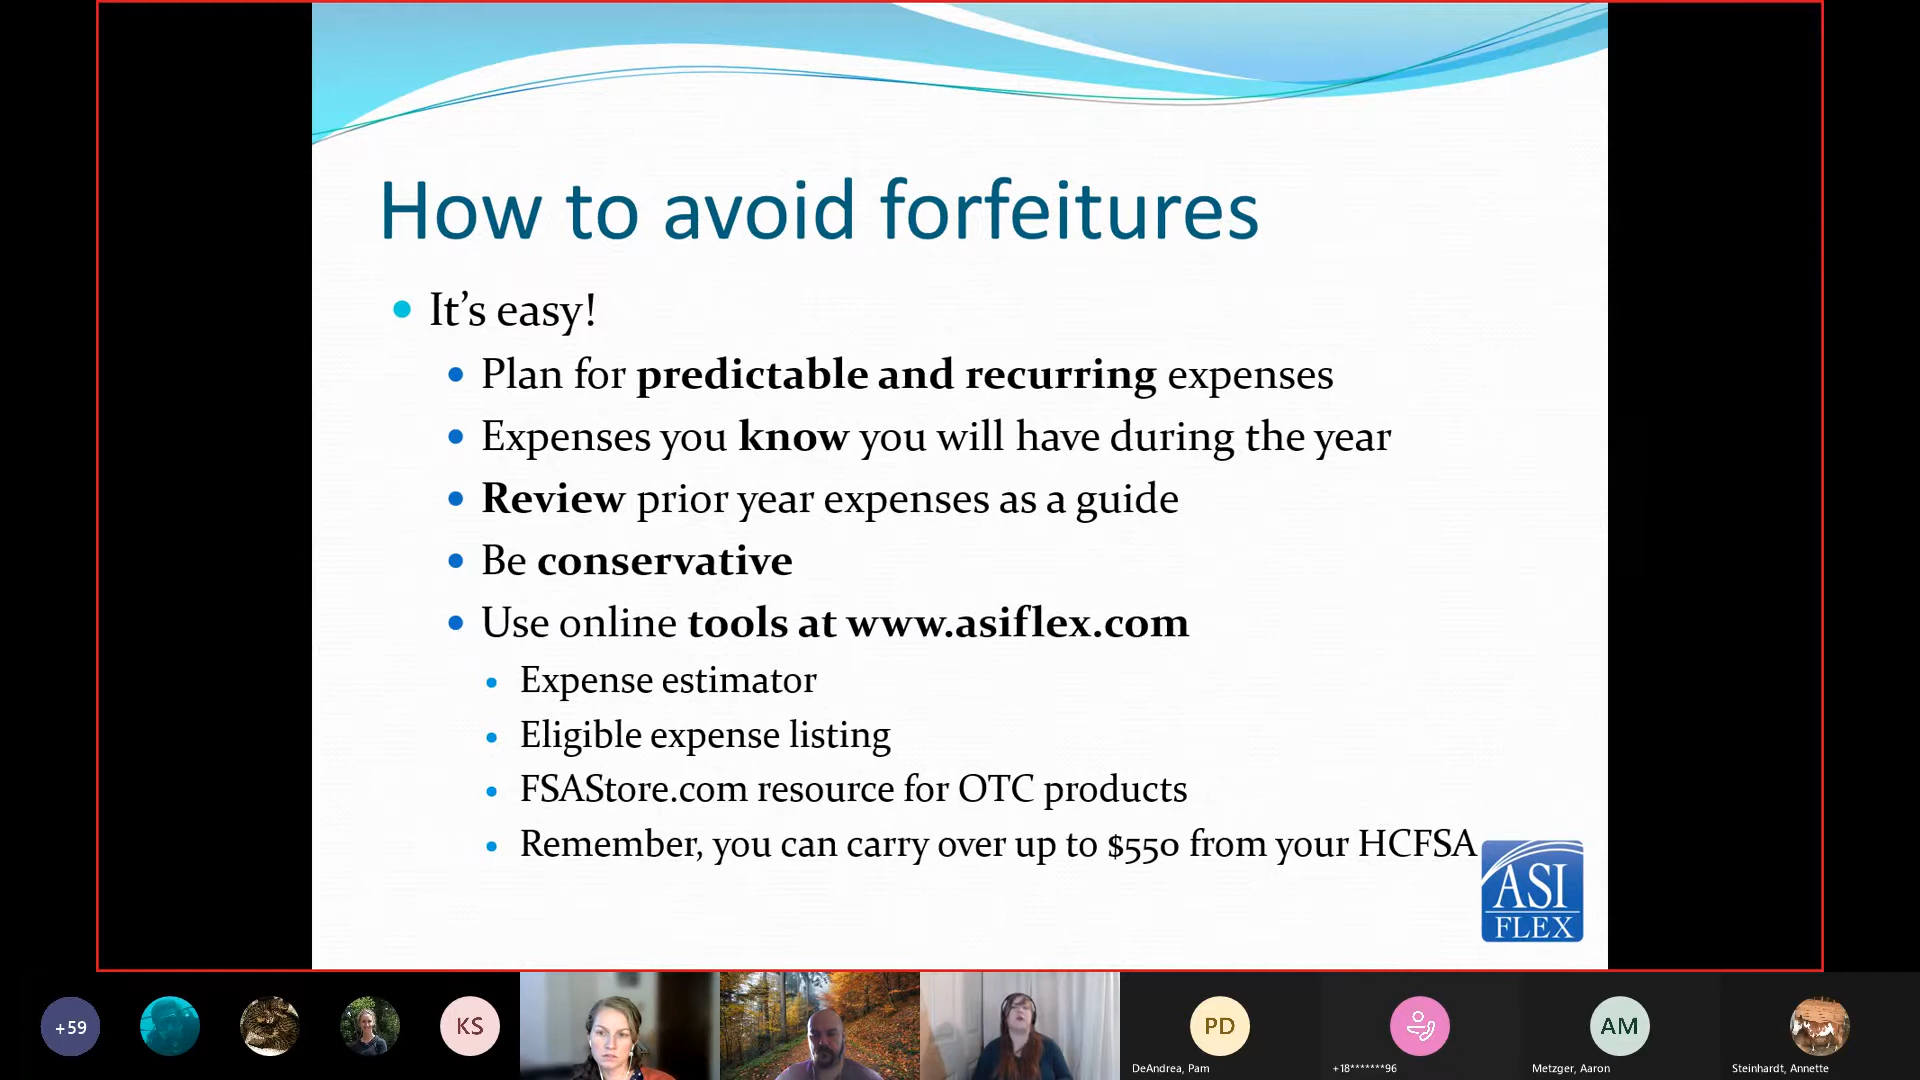 How to avoid forfeitures
It's easy!
Plan for predictable and recurring expenses
Expenses you know you will have during the year
Review prior year expenses as a guide
Be conservative
Use online tools at www.asiflex.com
Expense estimator
Eligible expense listing
FSAStore.com resource for OTC products
Remember, you can carry over up to $550 from your HCFSA
ASI
FLEX
+59
KS
PD
AM
DeAndrea, Pam
+18*******96
Metzger, Aaron
Steinhardt, Annette